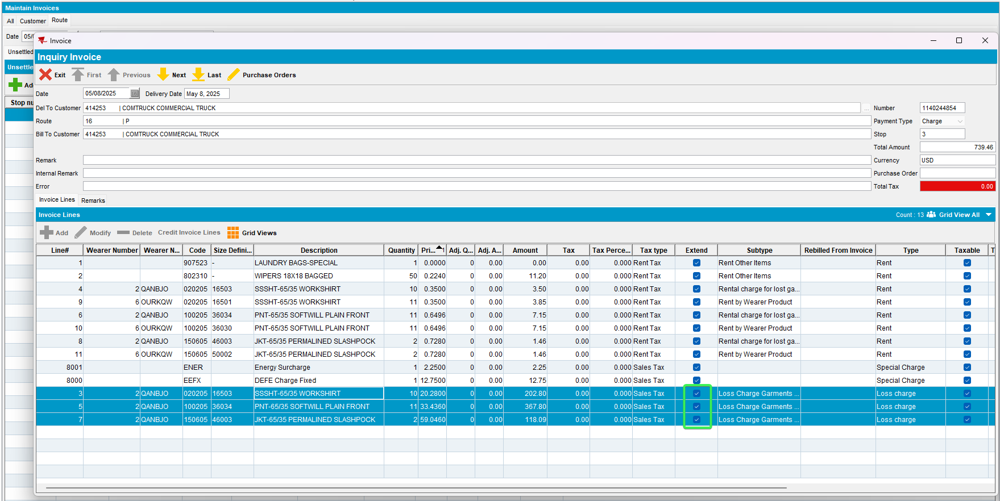 Maintain Invoices
All Customer Route
Date 05/0
Unsettled
Unsettle
Ad
Stop nu
Invoice
Inquiry Invoice
Exit First Previous Next Last Purchase Orders
Date 05/08/2025 Delivery Date May 8, 2025
Del To Customer 414253 | COMTRUCK COMMERCIAL TRUCK ... Number 1140244854
Route 16 | P Payment Type Charge
Bill To Customer 414253 | COMTRUCK COMMERCIAL TRUCK Stop 3
Total Amount 739.46
Remark Currency USD
Internal Remark Purchase Order
Error Total Tax 0.00
Invoice Lines Remarks
Invoice Lines Count : 13 Grid View All
Add Modify Delete Credit Invoice Lines Grid Views
Line# Wearer Number Wearer N... Code Size Defini... Description Quantity Pri... 1 Adj. Q... Adj. A... Amount Tax Tax Perce... Tax type Extend Subtype Rebilled From Invoice Type Taxable T
1 907523 - LAUNDRY BAGS-SPECIAL 1 0.0000 0 0.00 0.00 0.00 0.000 Rent Tax Rent Other Items Rent
2 802310 - WIPERS 18X18 BAGGED 50 0.2240 0 0.00 11.20 0.00 0.000 Rent Tax Rent Other Items Rent
4 2 QANBJO 020205 16503 SSSHT-65/35 WORKSHIRT 10 0.3500 0 0.00 3.50 0.00 0.000 Rent Tax Rental charge for lost ga... Rent
9 6 OURKQW 020205 16501 SSSHT-65/35 WORKSHIRT 11 0.3500 0 0.00 3.85 0.00 0.000 Rent Tax Rent by Wearer Product Rent
6 2 QANBJO 100205 36034 PNT-65/35 SOFTWILL PLAIN FRONT 11 0.6496 0 0.00 7.15 0.00 0.000 Rent Tax Rental charge for lost ga... Rent
10 6 OURKQW 100205 36030 PNT-65/35 SOFTWILL PLAIN FRONT 11 0.6496 0 0.00 7.15 0.00 0.000 Rent Tax Rent by Wearer Product Rent
8 2 QANBJO 150605 46003 JKT-65/35 PERMALINED SLASHPOCK 2 0.7280 0 0.00 1.46 0.00 0.000 Rent Tax Rental charge for lost ga... Rent
11 6 OURKQW 150605 50002 JKT-65/35 PERMALINED SLASHPOCK 2 0.7280 0 0.00 1.46 0.00 0.000 Rent Tax Rent by Wearer Product Rent
8001 ENER Energy Surcharge 1 2.2500 0 0.00 2.25 0.00 0.000 Sales Tax Special Charge
8000 EEFX DEFE Charge Fixed 1 12.7500 0 0.00 12.75 0.00 0.000 Sales Tax Special Charge
3 2 QANBJO 020205 16503 SSSHT-65/35 WORKSHIRT 10 20.2800 0 0.00 202.80 0.00 0.000 Sales Tax Loss Charge Garments ... Loss charge
5 2 QANBJO 100205 36034 PNT-65/35 SOFTWILL PLAIN FRONT 11 33.4360 0 0.00 367.80 0.00 0.000 Sales Tax Loss Charge Garments ... Loss charge
7 2 QANBJO 150605 46003 JKT-65/35 PERMALINED SLASHPOCK 2 59.0460 0 0.00 118.09 0.00 0.000 Sales Tax Loss Charge Garments ... Loss charge